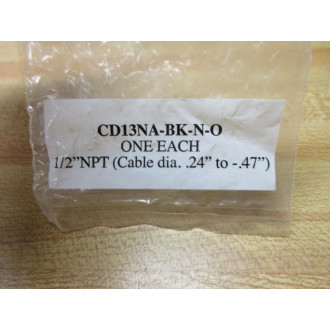 CD13NA-BK-N-O
ONE EACH
1/2”NPT (Cable dia. .24” to -.47”)